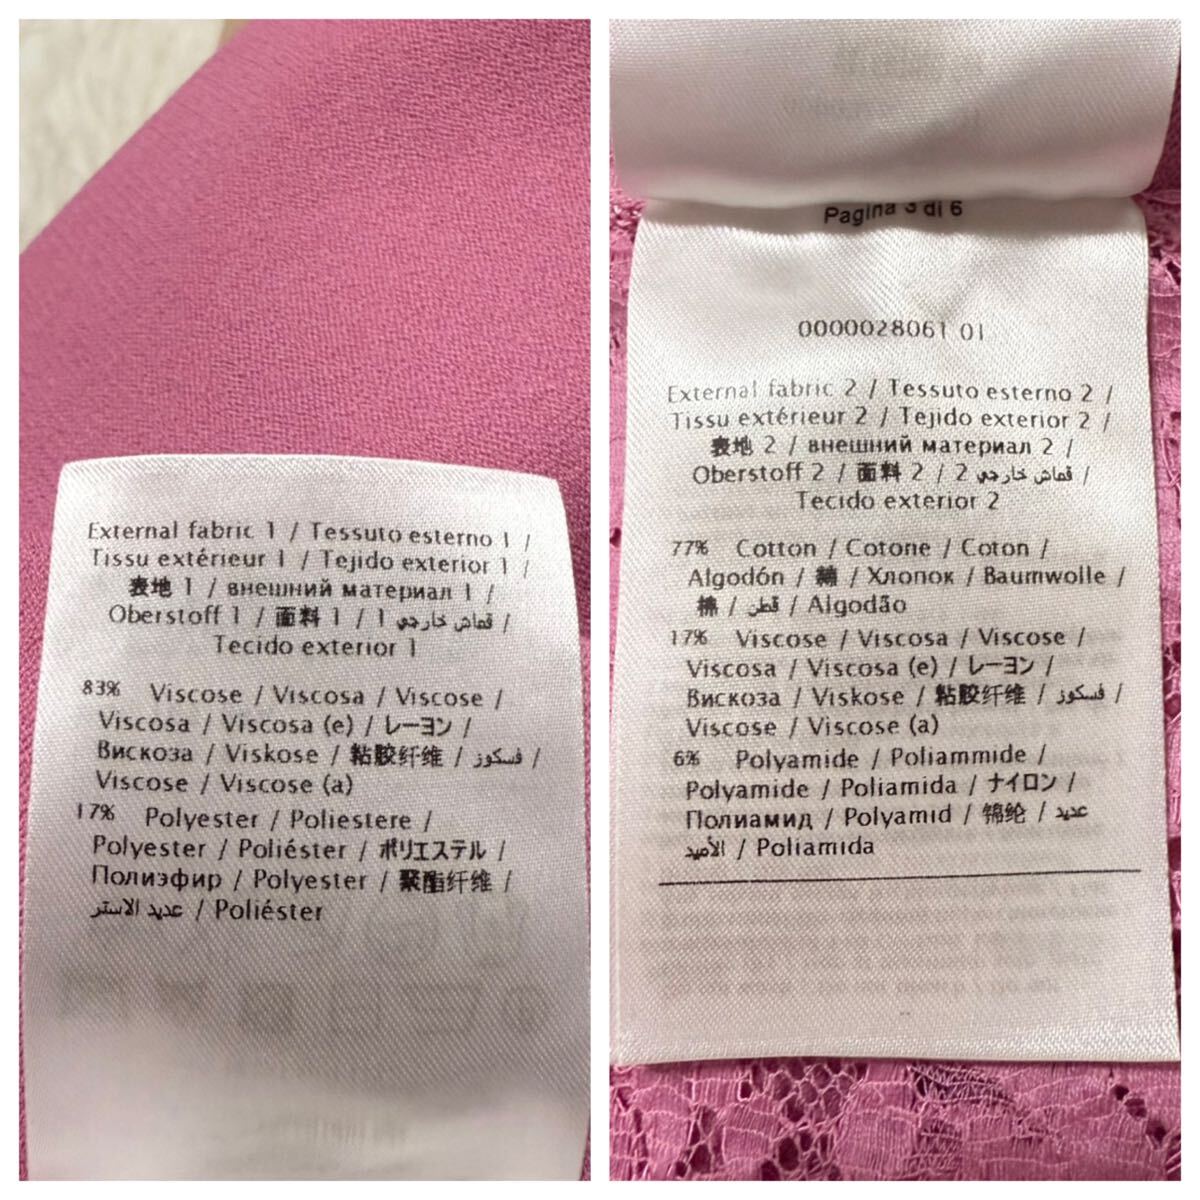 External fabric 1 / Tessuto esterno 1 /
Tissu extérieur 1 / Tejido exterior 1 /
表地 1 / внешний материал 1 /
Oberstoff 1 / 面料 1 / 1 قماش خارجي /
Tecido exterior 1
83% Viscose / Viscosa / Viscose /
Viscosa / Viscosa (e) / レーヨン /
Вискоза / Viskose / 粘胶纤维 / فسكوز /
Viscose / Viscose (a)
17% Polyester / Poliestere /
Polyester / Poliéster / ポリエステル /
Полиэфир / Polyester / 聚酯纤维 /
عديد الاستر / Poliéster
Pagina 3 di 6
0000028061 01
External fabric 2 / Tessuto esterno 2 /
Tissu extérieur 2 / Tejido exterior 2 /
表地 2 / внешний материал 2 /
Oberstoff 2 / 面料 2 / 2 قماش خارجي /
Tecido exterior 2
77% Cotton / Cotone / Coton /
Algodón / 綿 / Хлопок / Baumwolle /
棉 / قطن / Algodão
17% Viscose / Viscosa / Viscose /
Viscosa / Viscosa (e) / レーヨン /
Вискоза / Viskose / 粘胶纤维 / فسكوز /
Viscose / Viscose (a)
6% Polyamide / Poliammide /
Polyamide / Poliamida / ナイロン /
Полиамид / Polyamid / 锦纶 / عديد
الأميد / Poliamida